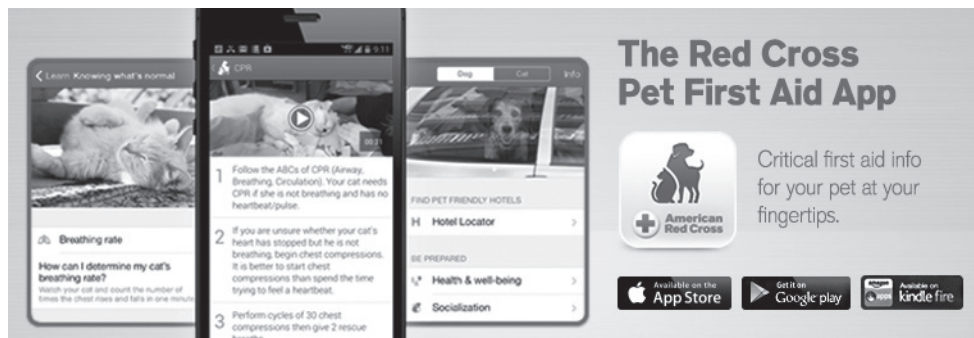 Learn Knowing what's normal
Breathing rate
How can I determine my cat's
breathing rate?
Watch your cat and count the number of
times the chest rises and falls in one minute
9:11
CPR
00:21
1 Follow the ABCs of CPR (Airway,
Breathing, Circulation). Your cat needs
CPR if she is not breathing and has no
heartbeat/pulse.
2 If you are unsure whether your cat's
heart has stopped but he is not
breathing, begin chest compressions.
It is better to start chest
compressions than spend the time
trying to feel a heartbeat.
3 Perform cycles of 30 chest
compressions then give 2 rescue
Dog Cat Info
FIND PET FRIENDLY HOTELS
H Hotel Locator
BE PREPARED
Health & well-being
Socialization
The Red Cross
Pet First Aid App
American
Red Cross
Critical first aid info
for your pet at your
fingertips.
Available on the
App Store
Get it on
Google play
Available on
kindle fire
apps